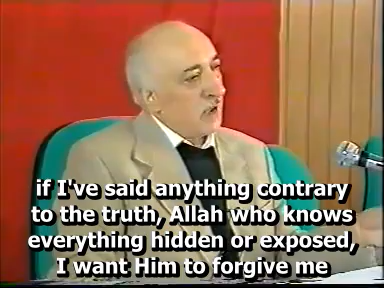 if I've said anything contrary
to the truth, Allah who knows
everything hidden or exposed,
I want Him to forgive me